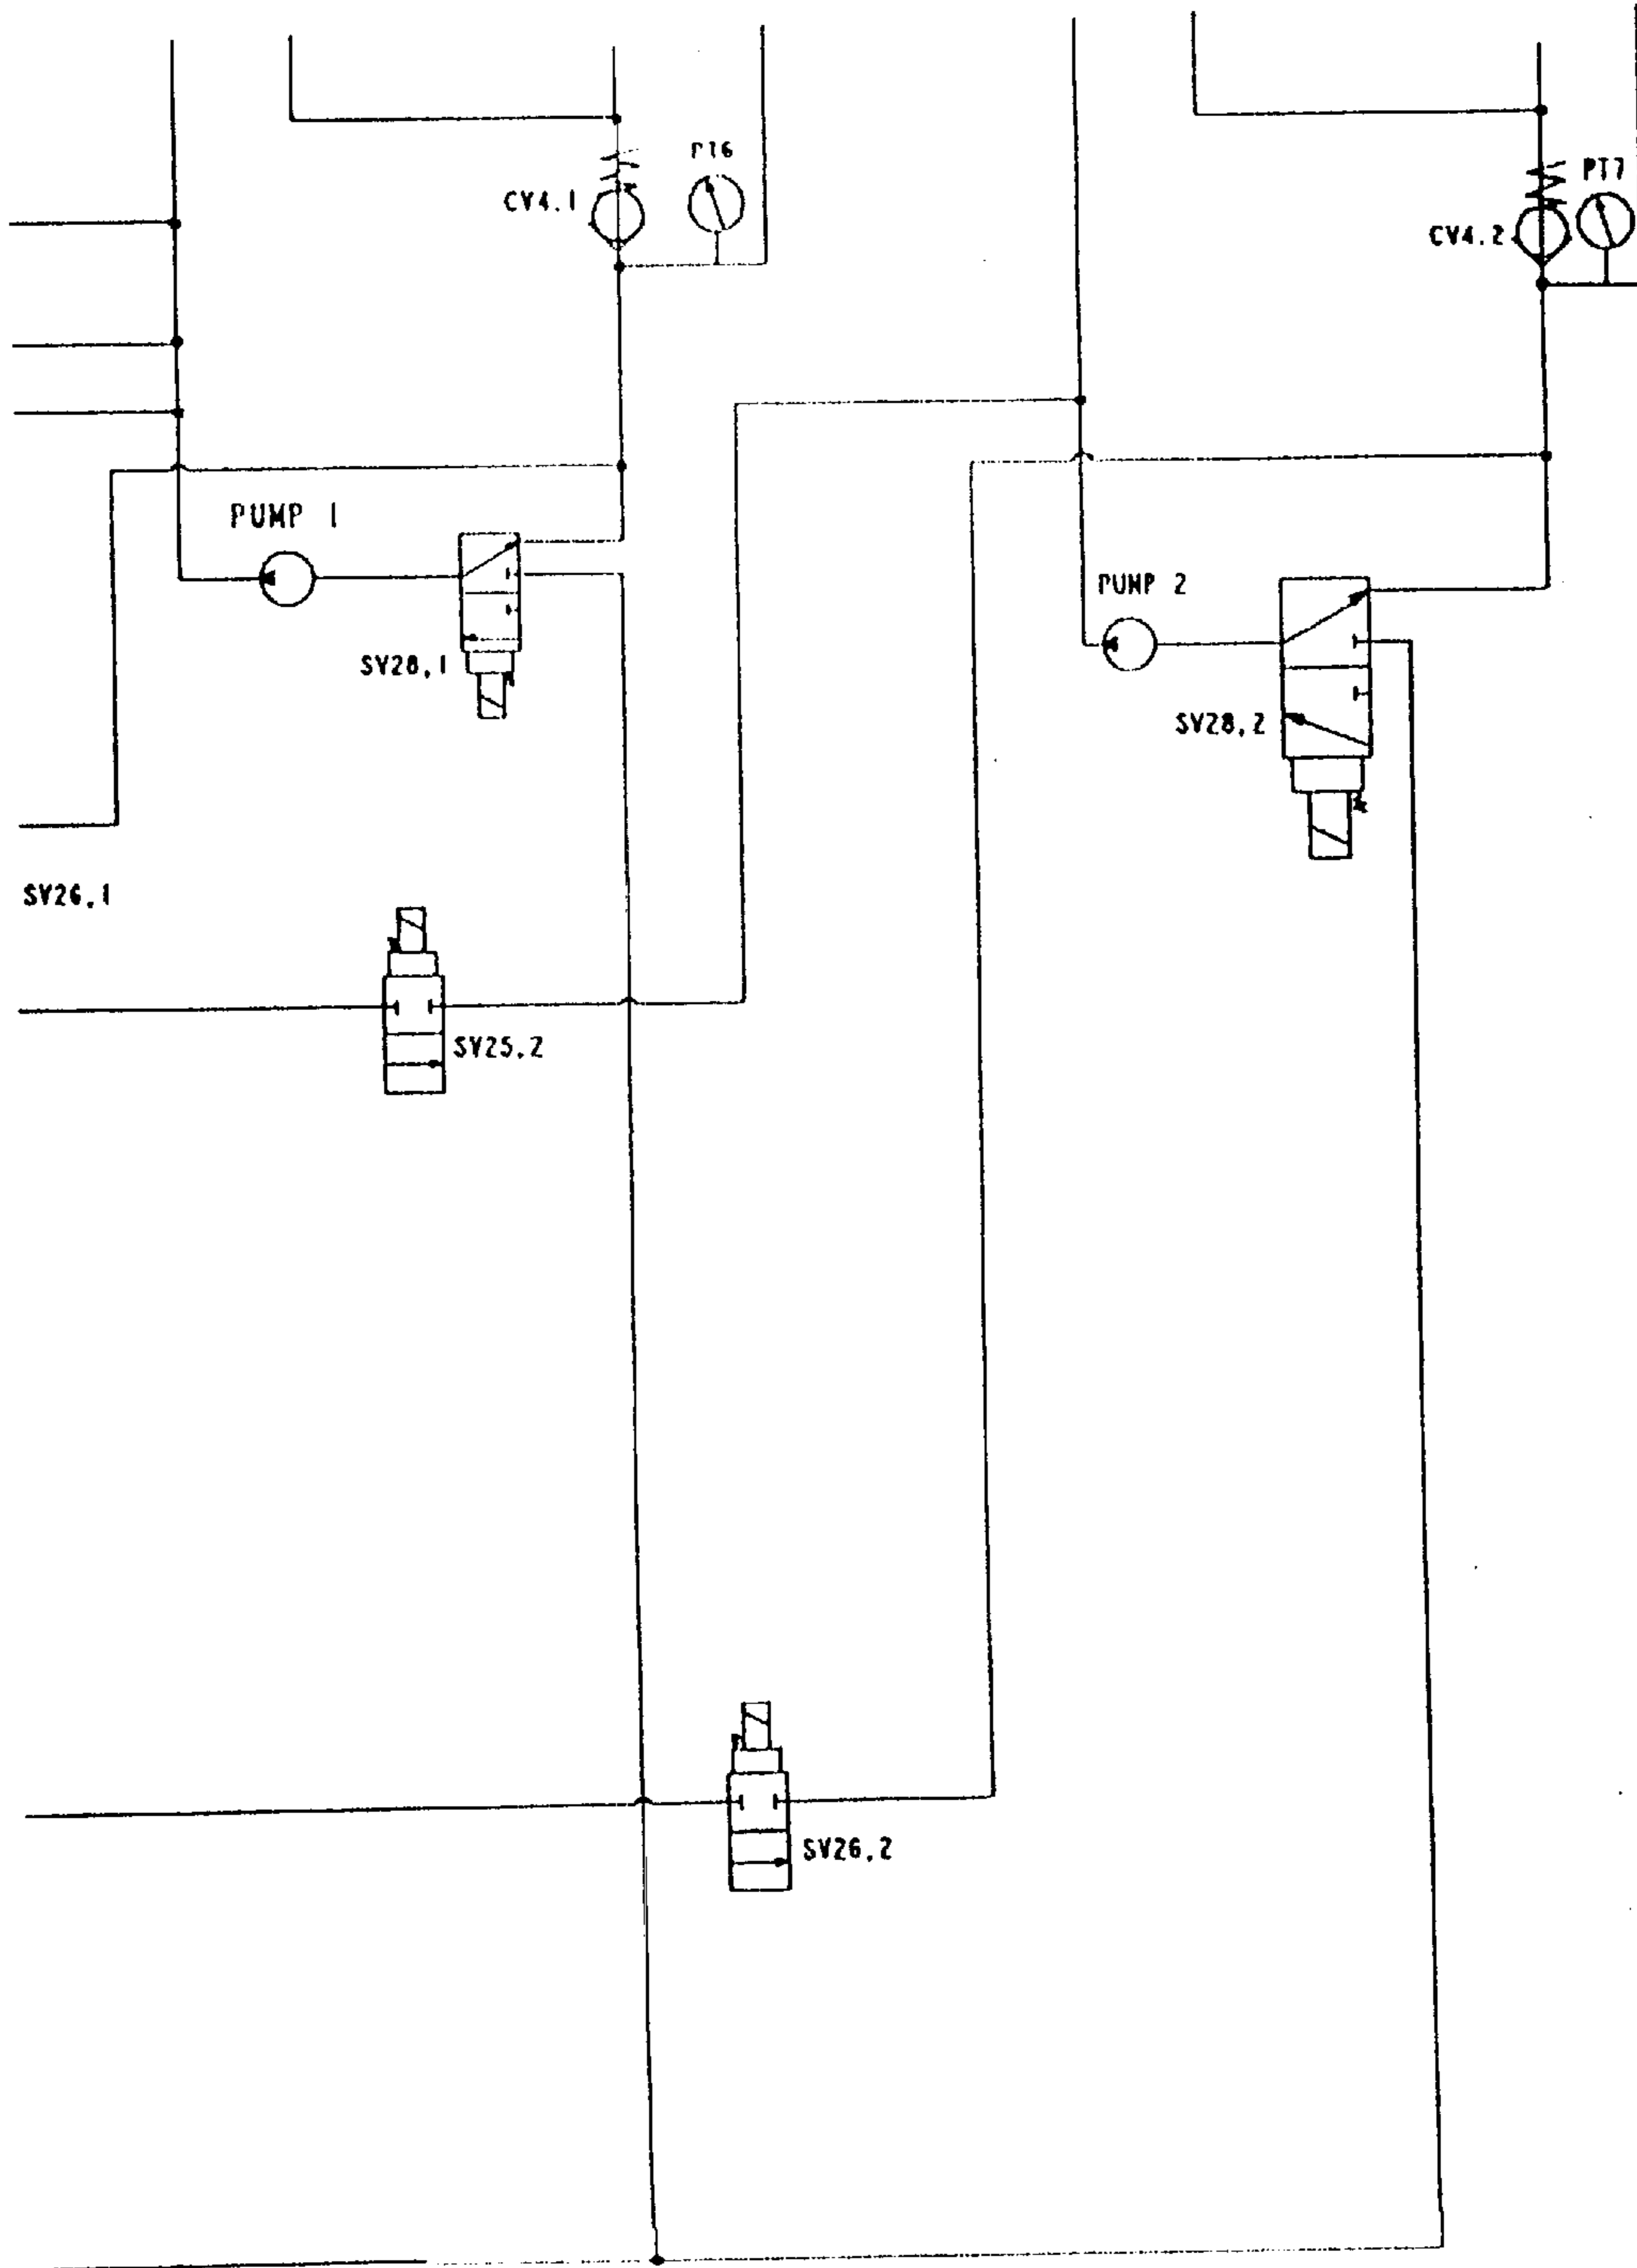 PT6
CV4.1
PT7
CV4.2
PUMP 1
PUMP 2
SV28,1
SV28,2
SV26,1
SV25,2
SV26,2